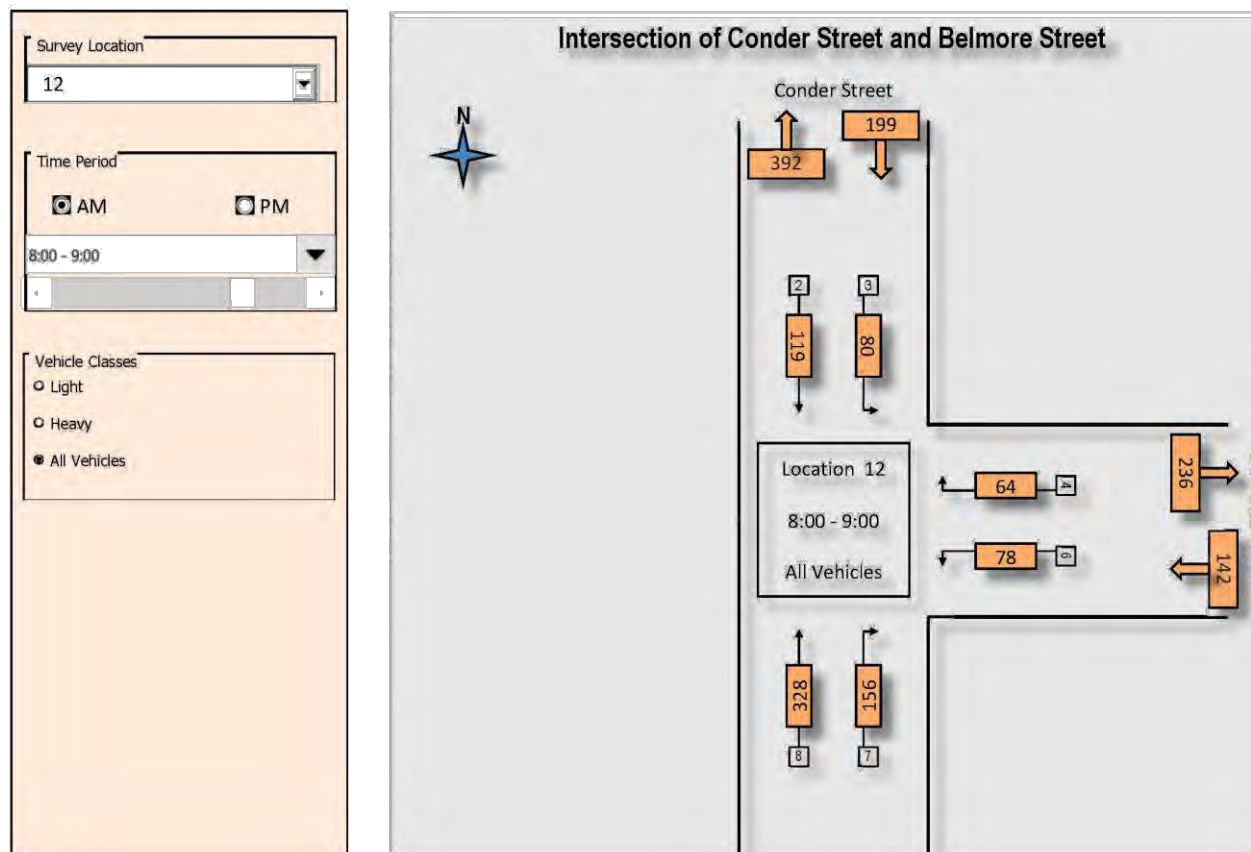 Survey Location
12
Time Period
AM
PM
8:00 - 9:00
Vehicle Classes
Light
Heavy
All Vehicles
Intersection of Conder Street and Belmore Street
Conder Street
N
392
199
2
3
119
80
Location 12
8:00 - 9:00
All Vehicles
64
4
78
6
236
142
328
156
8
7